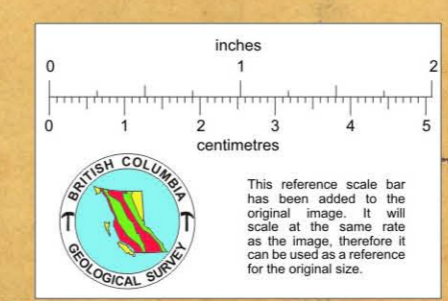 inches
0 1 2
0 1 2 3 4 5
centimetres
BRITISH COLUMBIA
GEOLOGICAL SURVEY
This reference scale bar
has been added to the
original image. It will
scale at the same rate
as the image, therefore it
can be used as a reference
for the original size.